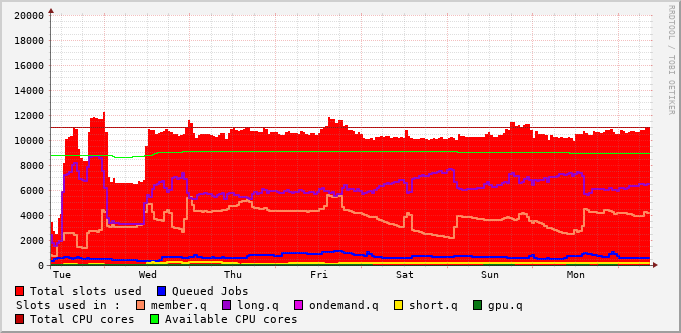 RRDTOOL / TOBI OETIKER
20000
18000
16000
14000
12000
10000
8000
6000
4000
2000
0
Tue Wed Thu Fri Sat Sun Mon
Total slots used Queued Jobs
Slots used in : member.q long.q ondemand.q short.q gpu.q
Total CPU cores Available CPU cores